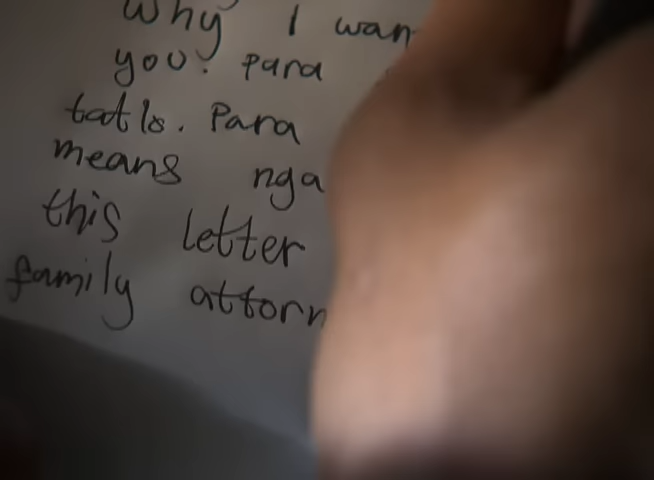 Why I wan
you? para
tatlo. Para
means nga
this letter
family attorn